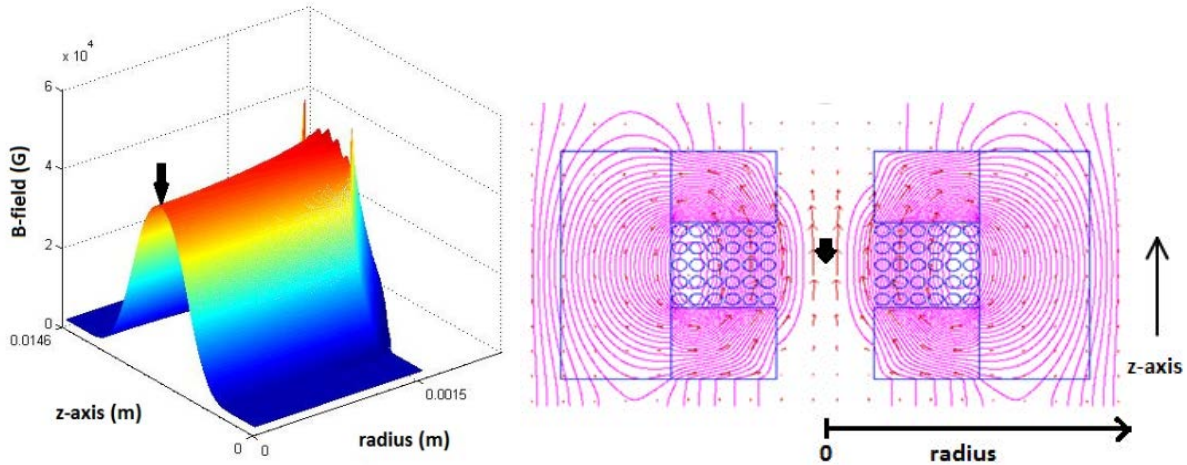 x 10⁴
6
4
2
0
B-field (G)
0.0146
z-axis (m)
0
0
radius (m)
0.0015
z-axis
0
radius